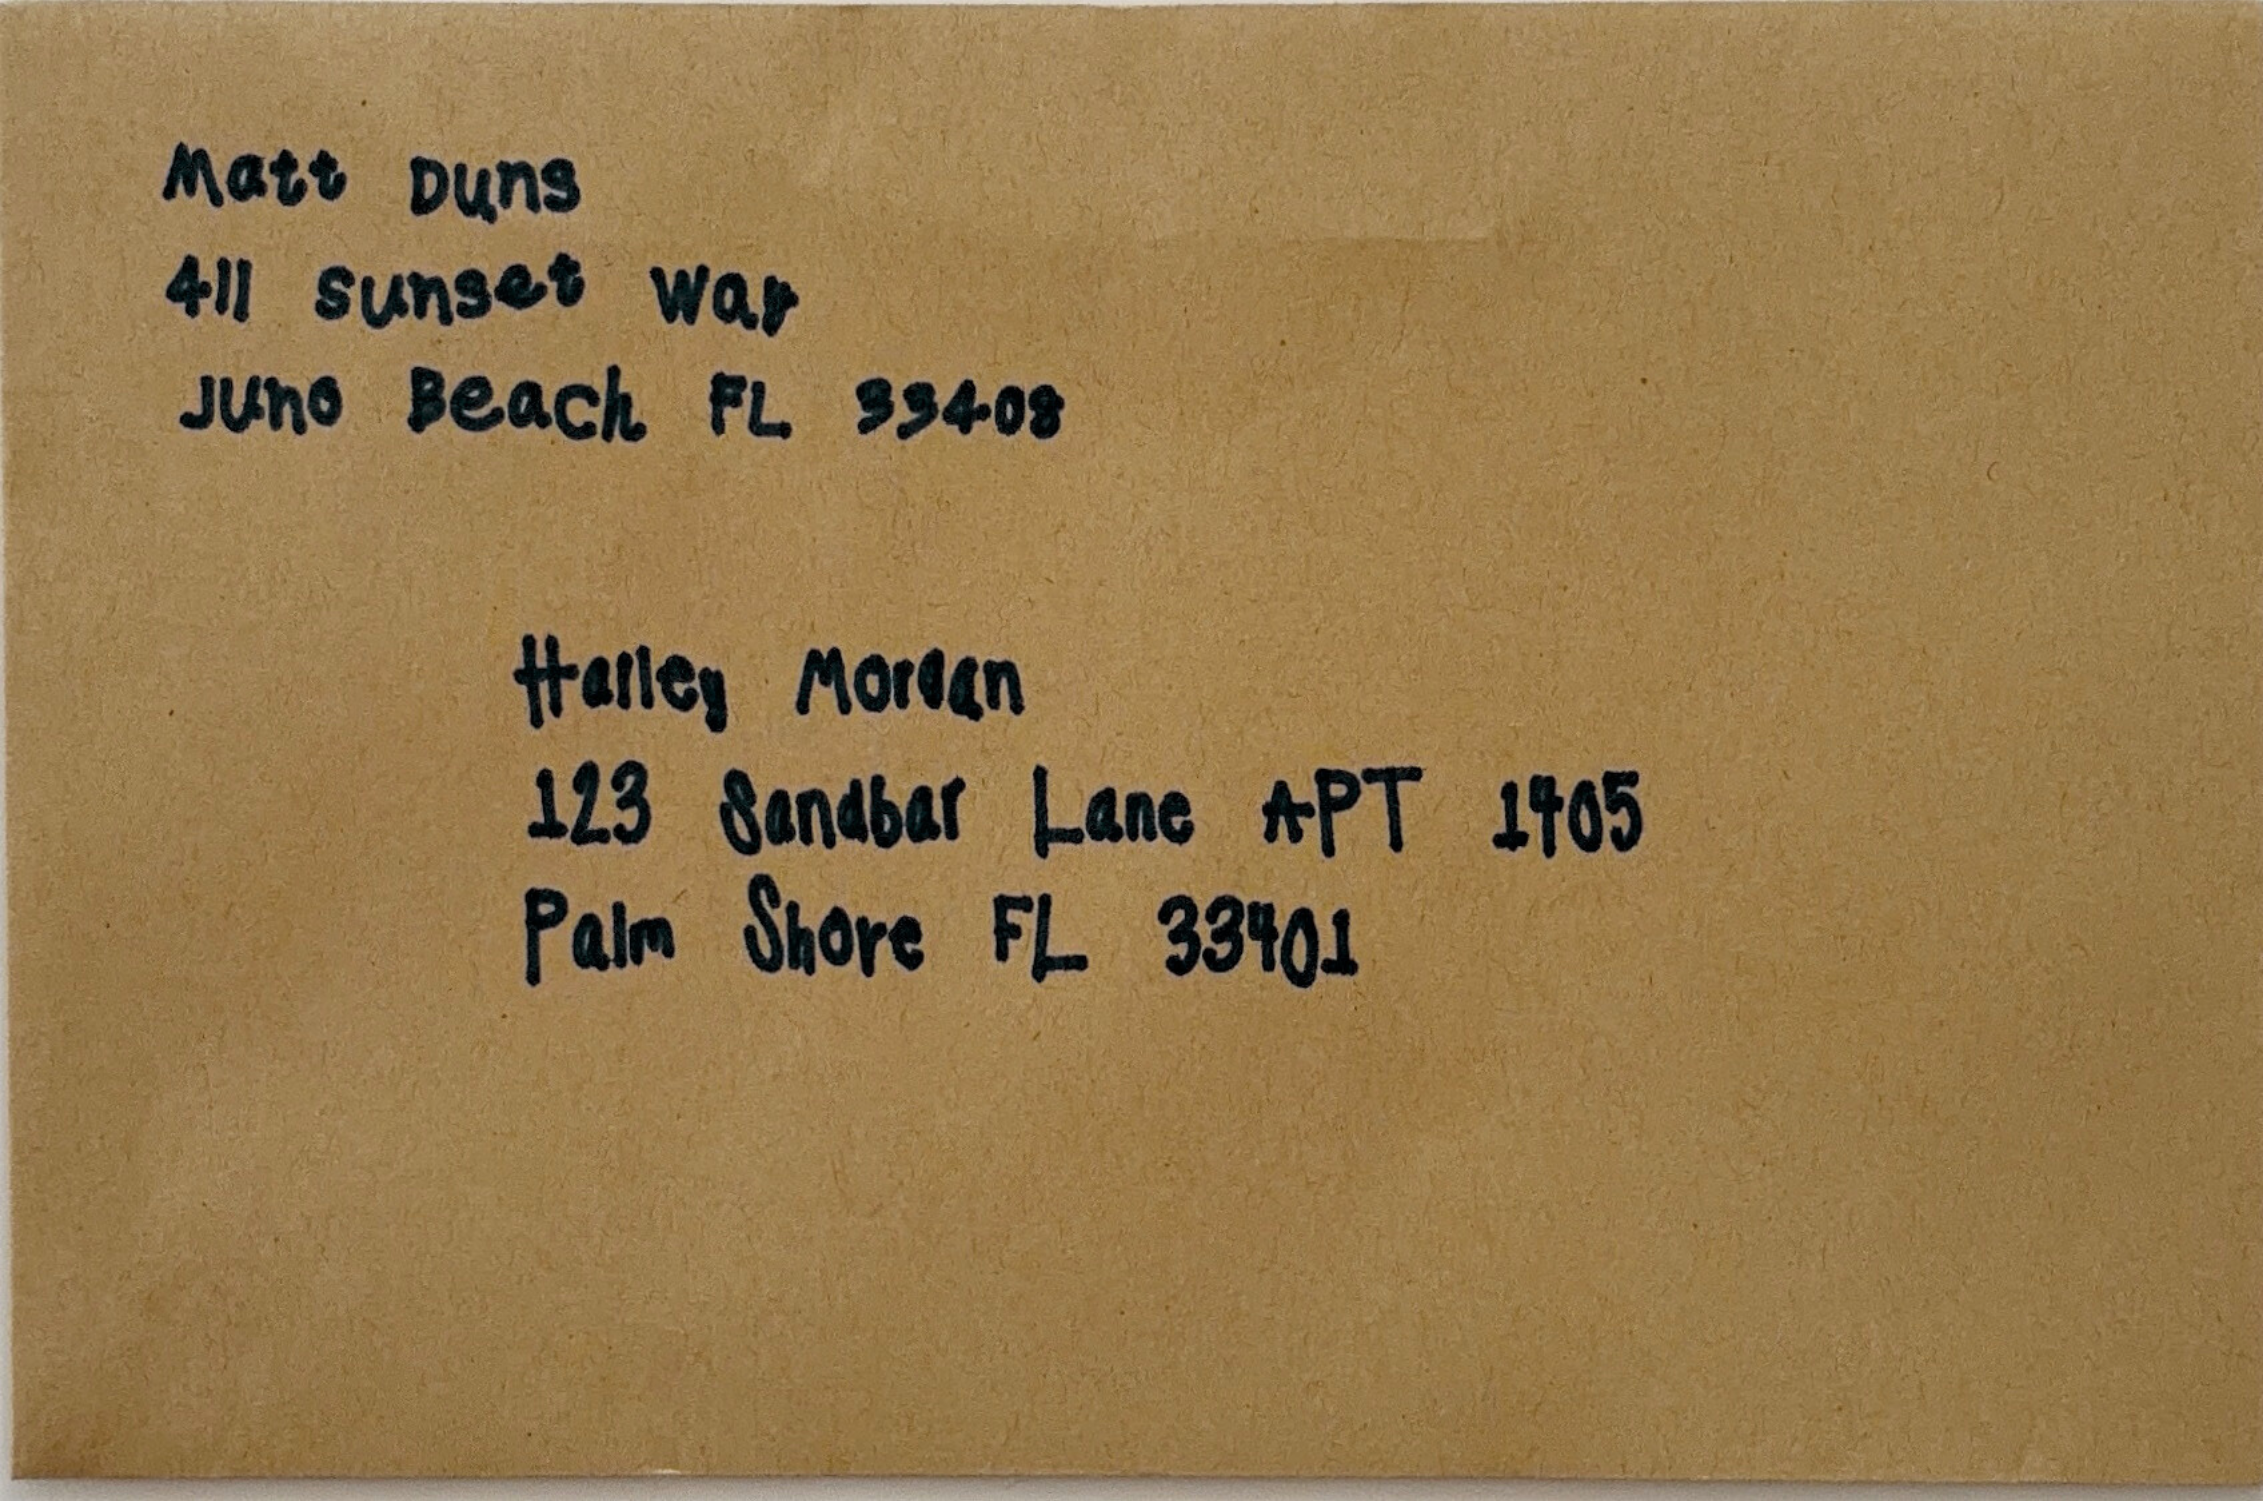 Matt Duns
411 Sunset Way
Juno Beach FL 33408
Hailey Morgan
123 Sandbar Lane APT 1405
Palm Shore FL 33401